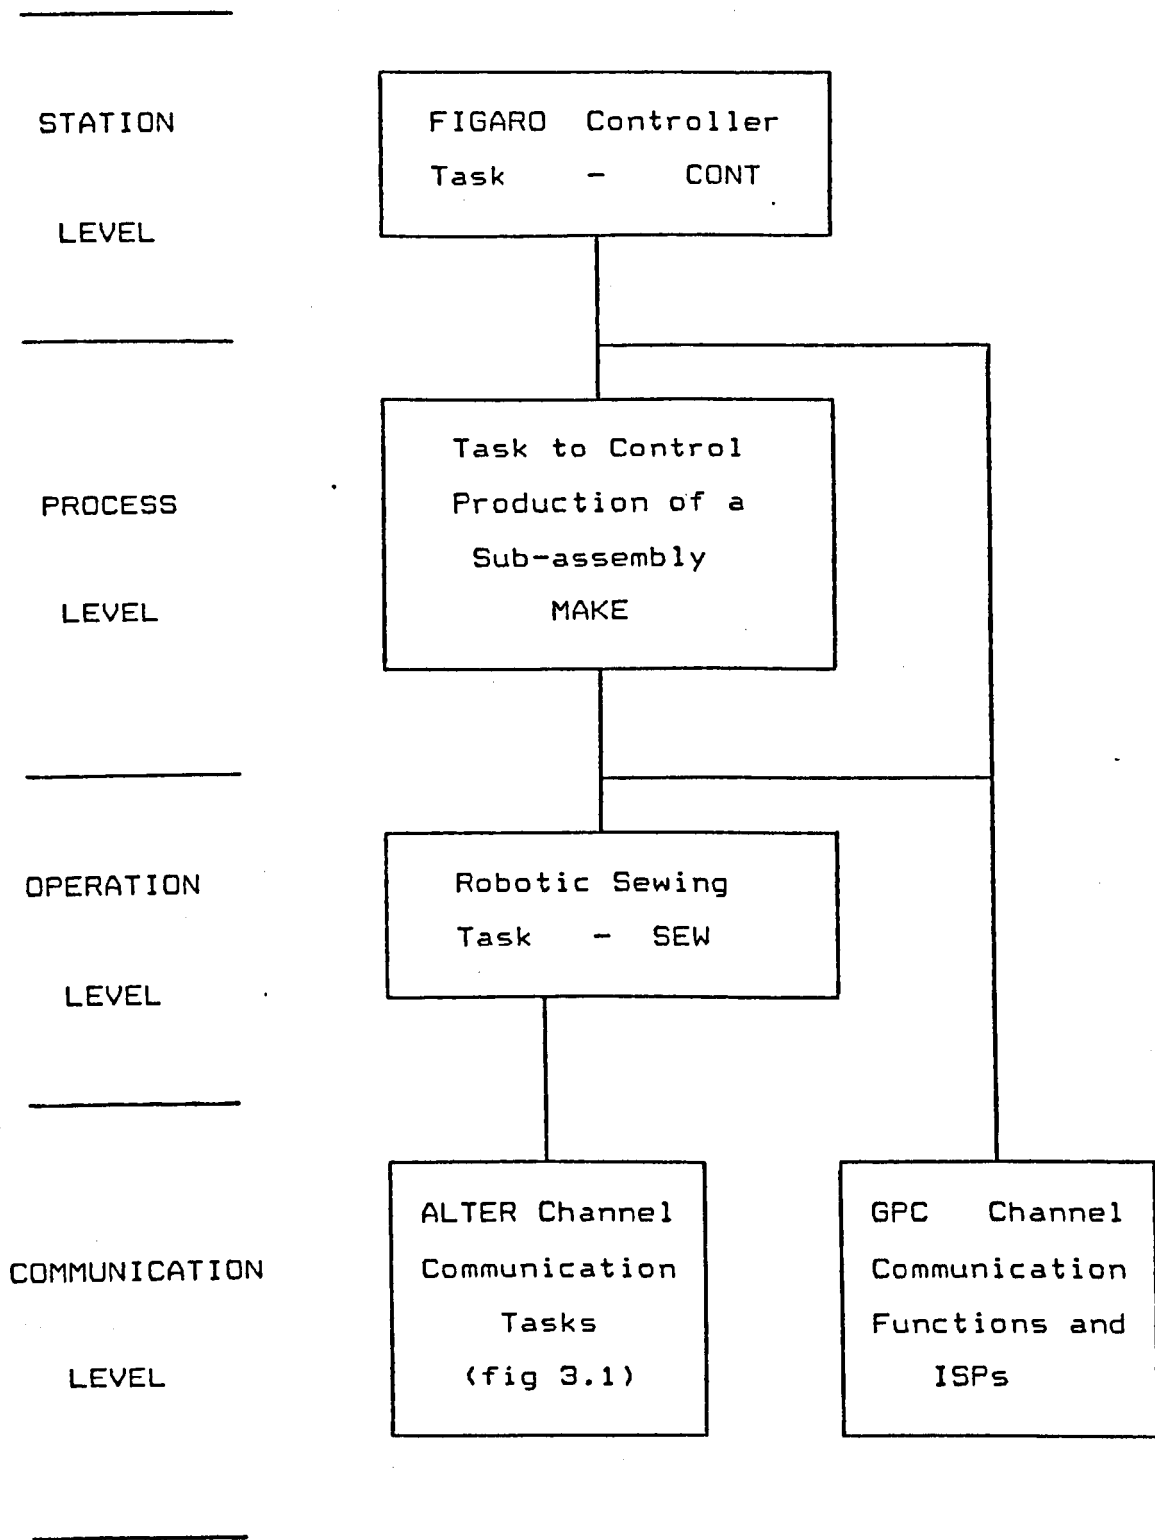 STATION
LEVEL
FIGARO Controller
Task - CONT
PROCESS
LEVEL
Task to Control
Production of a
Sub-assembly
MAKE
OPERATION
LEVEL
Robotic Sewing
Task - SEW
COMMUNICATION
LEVEL
ALTER Channel
Communication
Tasks
(fig 3.1)
GPC Channel
Communication
Functions and
ISPs